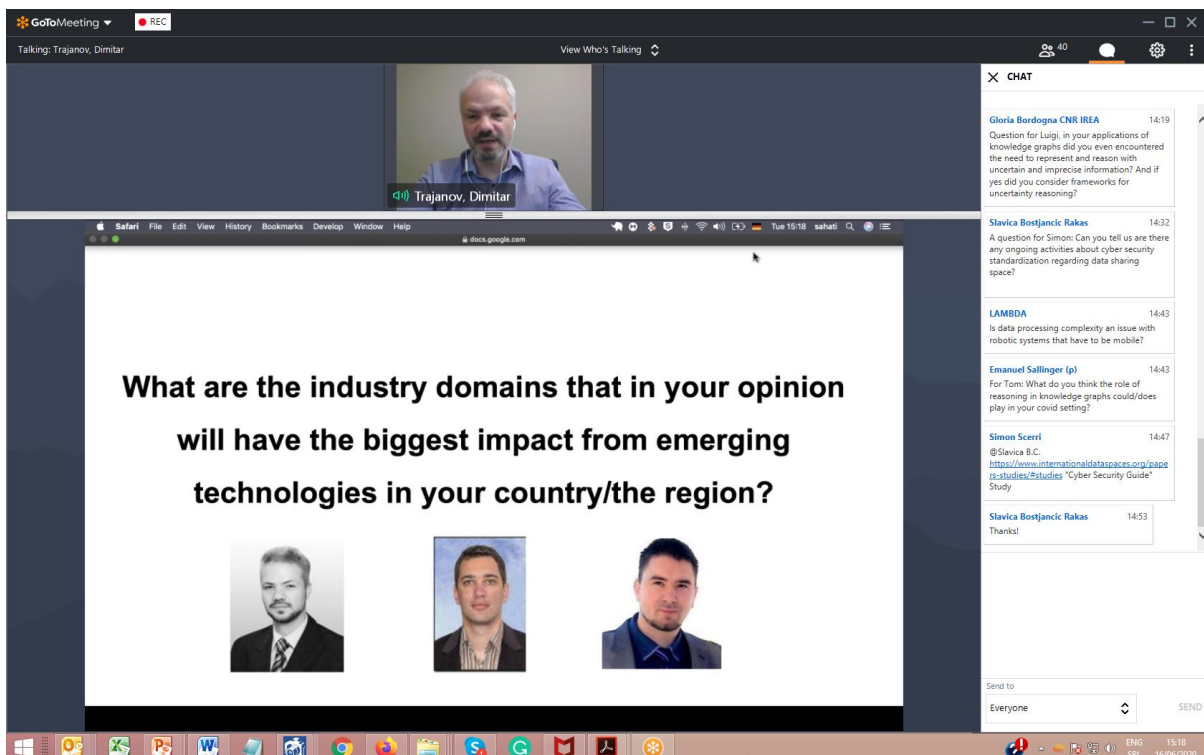 GoToMeeting
REC
Talking: Trajanov, Dimitar
View Who's Talking
40
CHAT
Gloria Bordogna CNR IREA 14:19
Question for Luigi, in your applications of
knowledge graphs did you even encountered
the need to represent and reason with
uncertain and imprecise information? And if
yes did you consider frameworks for
uncertainty reasoning?
Slavica Bostjancic Rakas 14:32
A question for Simon: Can you tell us are there
any ongoing activities about cyber security
standardization regarding data sharing
space?
LAMBDA 14:43
Is data processing complexity an issue with
robotic systems that have to be mobile?
Emanuel Sallinger (p) 14:43
For Tom: What do you think the role of
reasoning in knowledge graphs could/does
play in your covid setting?
Simon Scerri 14:47
@Slavica B.C.
https://www.internationaldataspaces.org/pape
rs-studies/#studies "Cyber Security Guide"
Study
Slavica Bostjancic Rakas 14:53
Thanks!
Send to
Everyone
SEND
Trajanov, Dimitar
Safari File Edit View History Bookmarks Develop Window Help
Tue 15:18 sahati
docs.google.com
What are the industry domains that in your opinion
will have the biggest impact from emerging
technologies in your country/the region?
ENG 15:18
SRL 16/06/2020